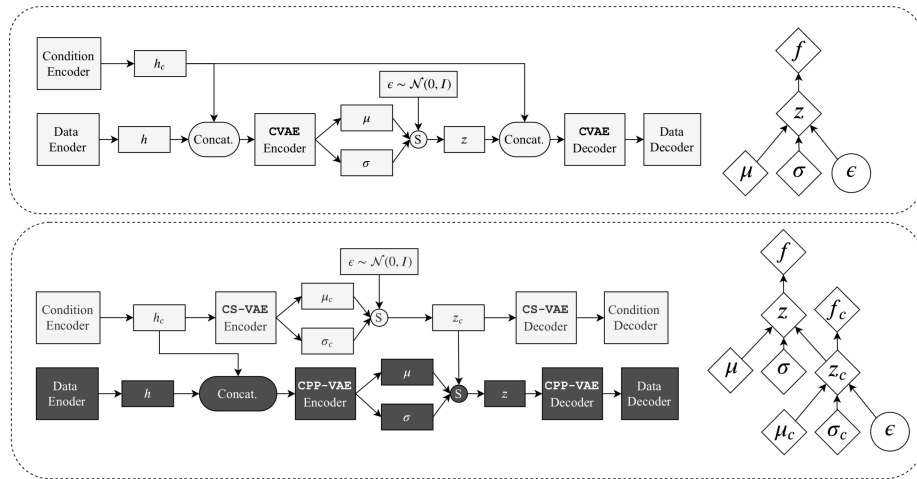 Condition
Encoder
h_c
ϵ ∼ 𝒩(0, I)
Data
Enoder
h
Concat.
CVAE
Encoder
μ
σ
S
z
Concat.
CVAE
Decoder
Data
Decoder
f
z
μ
σ
ϵ
ϵ ∼ 𝒩(0, I)
Condition
Encoder
h_c
CS-VAE
Encoder
μ_c
σ_c
S
z_c
CS-VAE
Decoder
Condition
Decoder
Data
Enoder
h
Concat.
CPP-VAE
Encoder
μ
σ
S
z
CPP-VAE
Decoder
Data
Decoder
f
z
f_c
μ
σ
z_c
μ_c
σ_c
ϵ